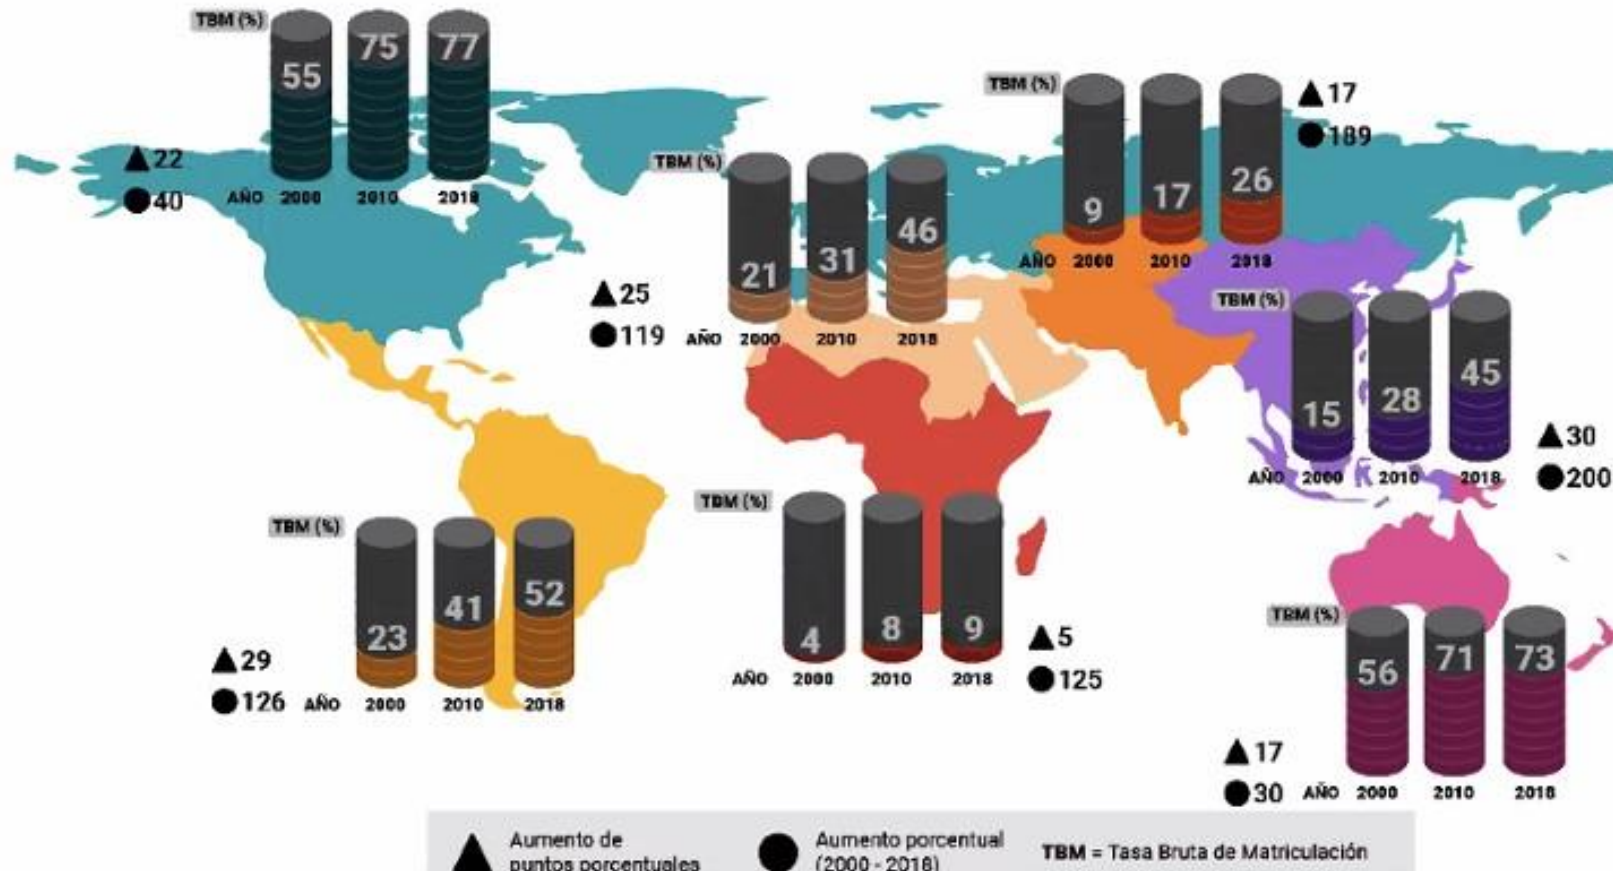 TBM (%)
55 75 77
▲22
●40
AÑO 2000 2010 2018
TBM (%)
21 31 46
▲25
●119
AÑO 2000 2010 2018
TBM (%)
9 17 26
▲17
●189
AÑO 2000 2010 2018
TBM (%)
15 28 45
▲30
●200
AÑO 2000 2010 2018
TBM (%)
23 41 52
▲29
●126
AÑO 2000 2010 2018
TBM (%)
4 8 9
▲5
●125
AÑO 2000 2010 2018
TBM (%)
56 71 73
▲17
●30
AÑO 2000 2010 2018
▲ Aumento de
puntos porcentuales
● Aumento porcentual
(2000 - 2018)
TBM = Tasa Bruta de Matriculación